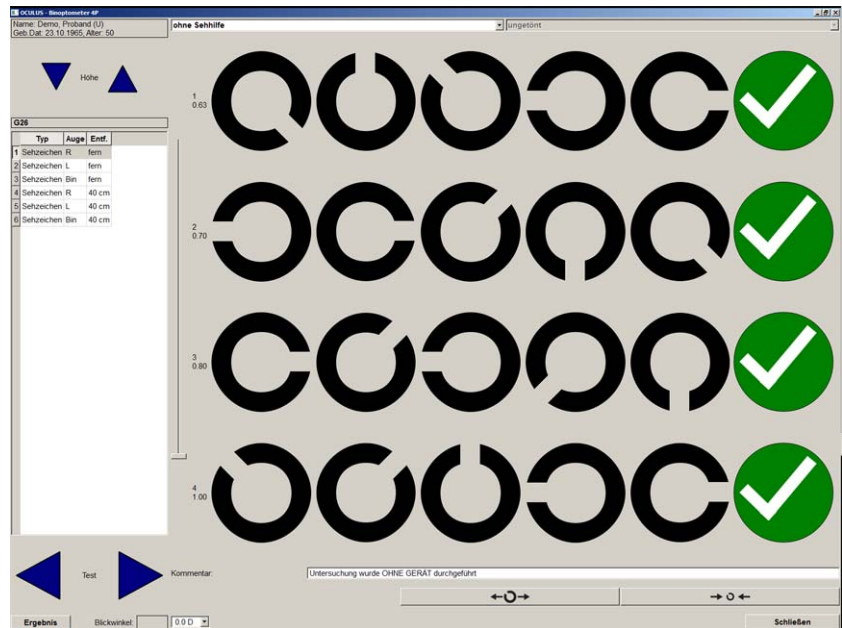 OCULUS - Binoptometer 4P
Name: Demo, Proband (U)
Geb.Dat: 23.10.1965, Alter: 50
ohne Sehhilfe
ungetönt
Höhe
G26
Typ Auge Entf.
1 Sehzeichen R fern
2 Sehzeichen L fern
3 Sehzeichen Bin fern
4 Sehzeichen R 40 cm
5 Sehzeichen L 40 cm
6 Sehzeichen Bin 40 cm
1
0.63
2
0.70
3
0.80
4
1.00
Test
Kommentar:
Untersuchung wurde OHNE GERÄT durchgeführt
Ergebnis
Blickwinkel:
0.0 D
Schließen